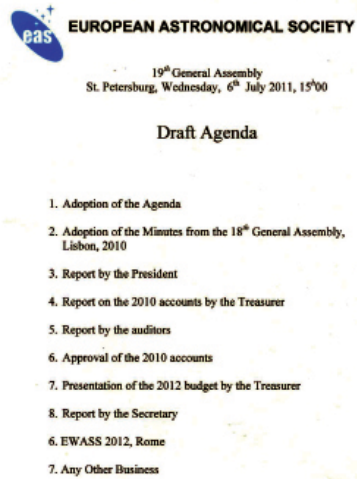 eas EUROPEAN ASTRONOMICAL SOCIETY
19th General Assembly
St. Petersburg, Wednesday, 6th July 2011, 15h00
Draft Agenda
1. Adoption of the Agenda
2. Adoption of the Minutes from the 18th General Assembly,
Lisbon, 2010
3. Report by the President
4. Report on the 2010 accounts by the Treasurer
5. Report by the auditors
6. Approval of the 2010 accounts
7. Presentation of the 2012 budget by the Treasurer
8. Report by the Secretary
6. EWASS 2012, Rome
7. Any Other Business